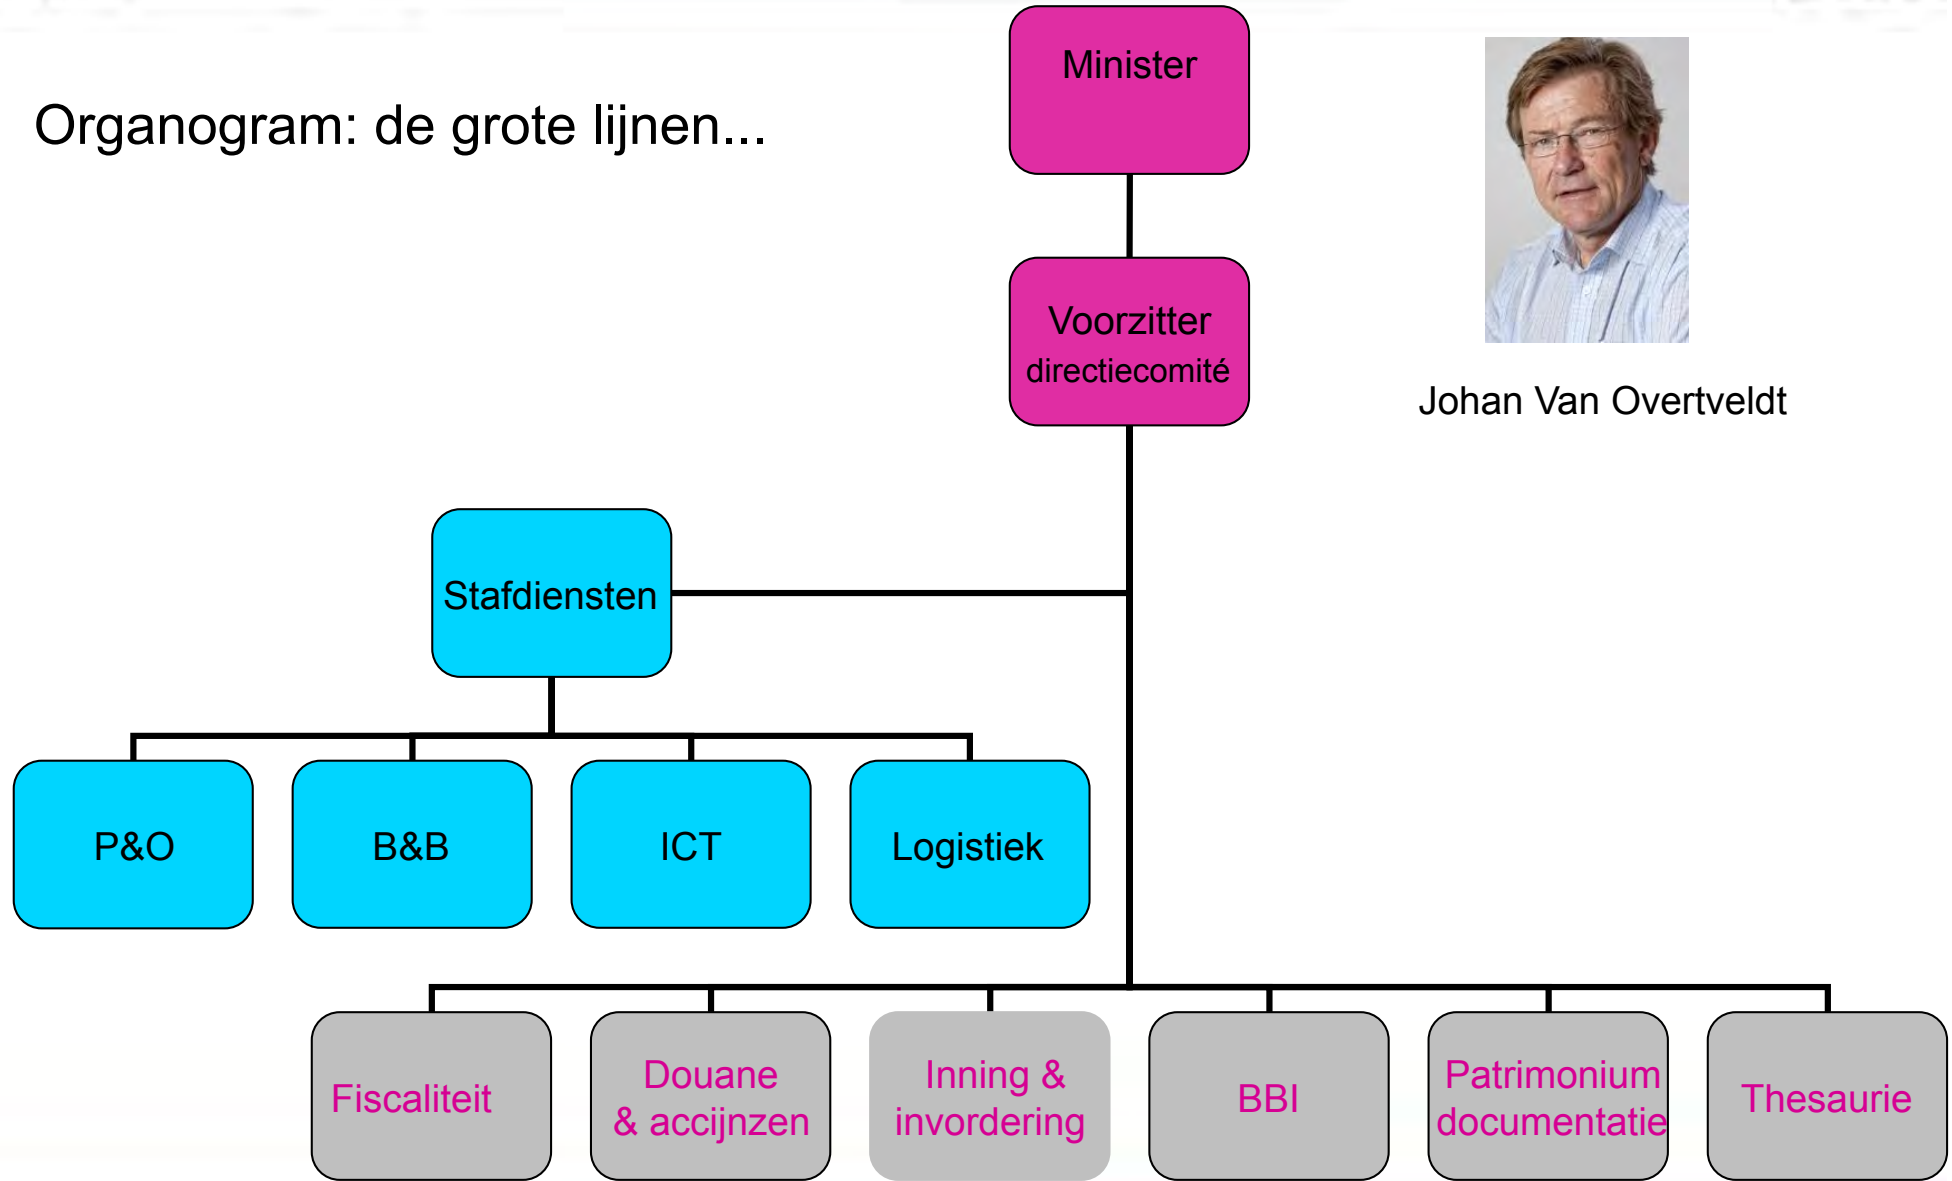 Minister
Organogram: de grote lijnen...
Voorzitter
directiecomité
Johan Van Overtveldt
Stafdiensten
P&O
B&B
ICT
Logistiek
Fiscaliteit
Douane
& accijnzen
Inning &
invordering
BBI
Patrimonium
documentatie
Thesaurie